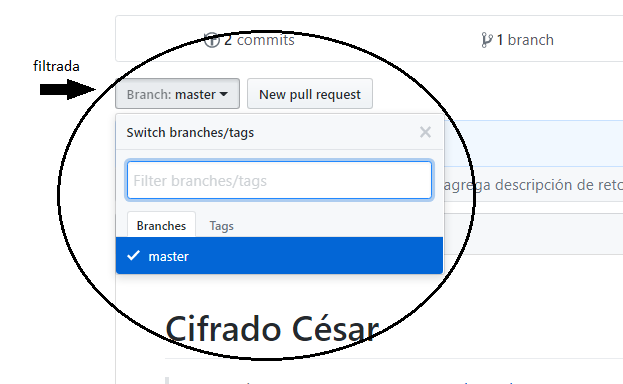 2 commits
1 branch
filtrada
Branch: master
New pull request
Switch branches/tags
Filter branches/tags
agrega descripción de reto
Branches
Tags
master
Cifrado César